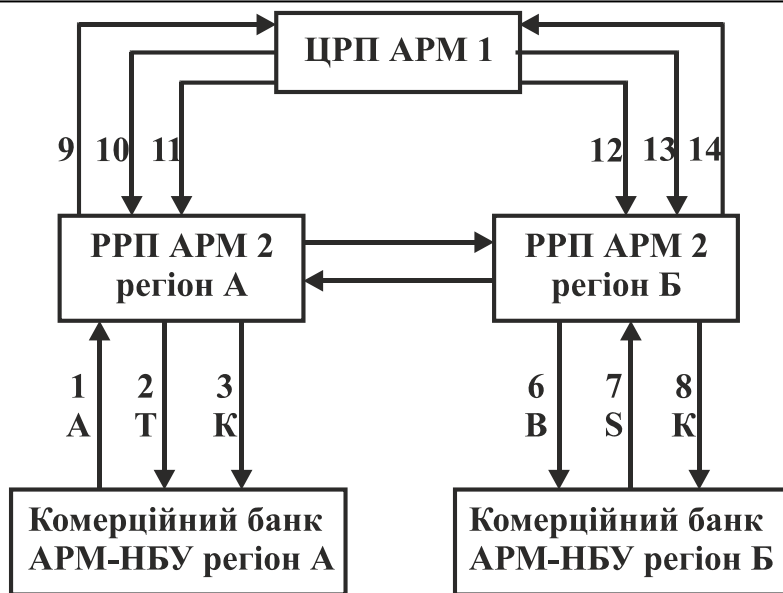 ЦРП АРМ 1
9 10 11 12 13 14
РРП АРМ 2
регіон А
РРП АРМ 2
регіон Б
1 2 3 6 7 8
А Т К В S К
Комерційний банк
АРМ-НБУ регіон А
Комерційний банк
АРМ-НБУ регіон Б